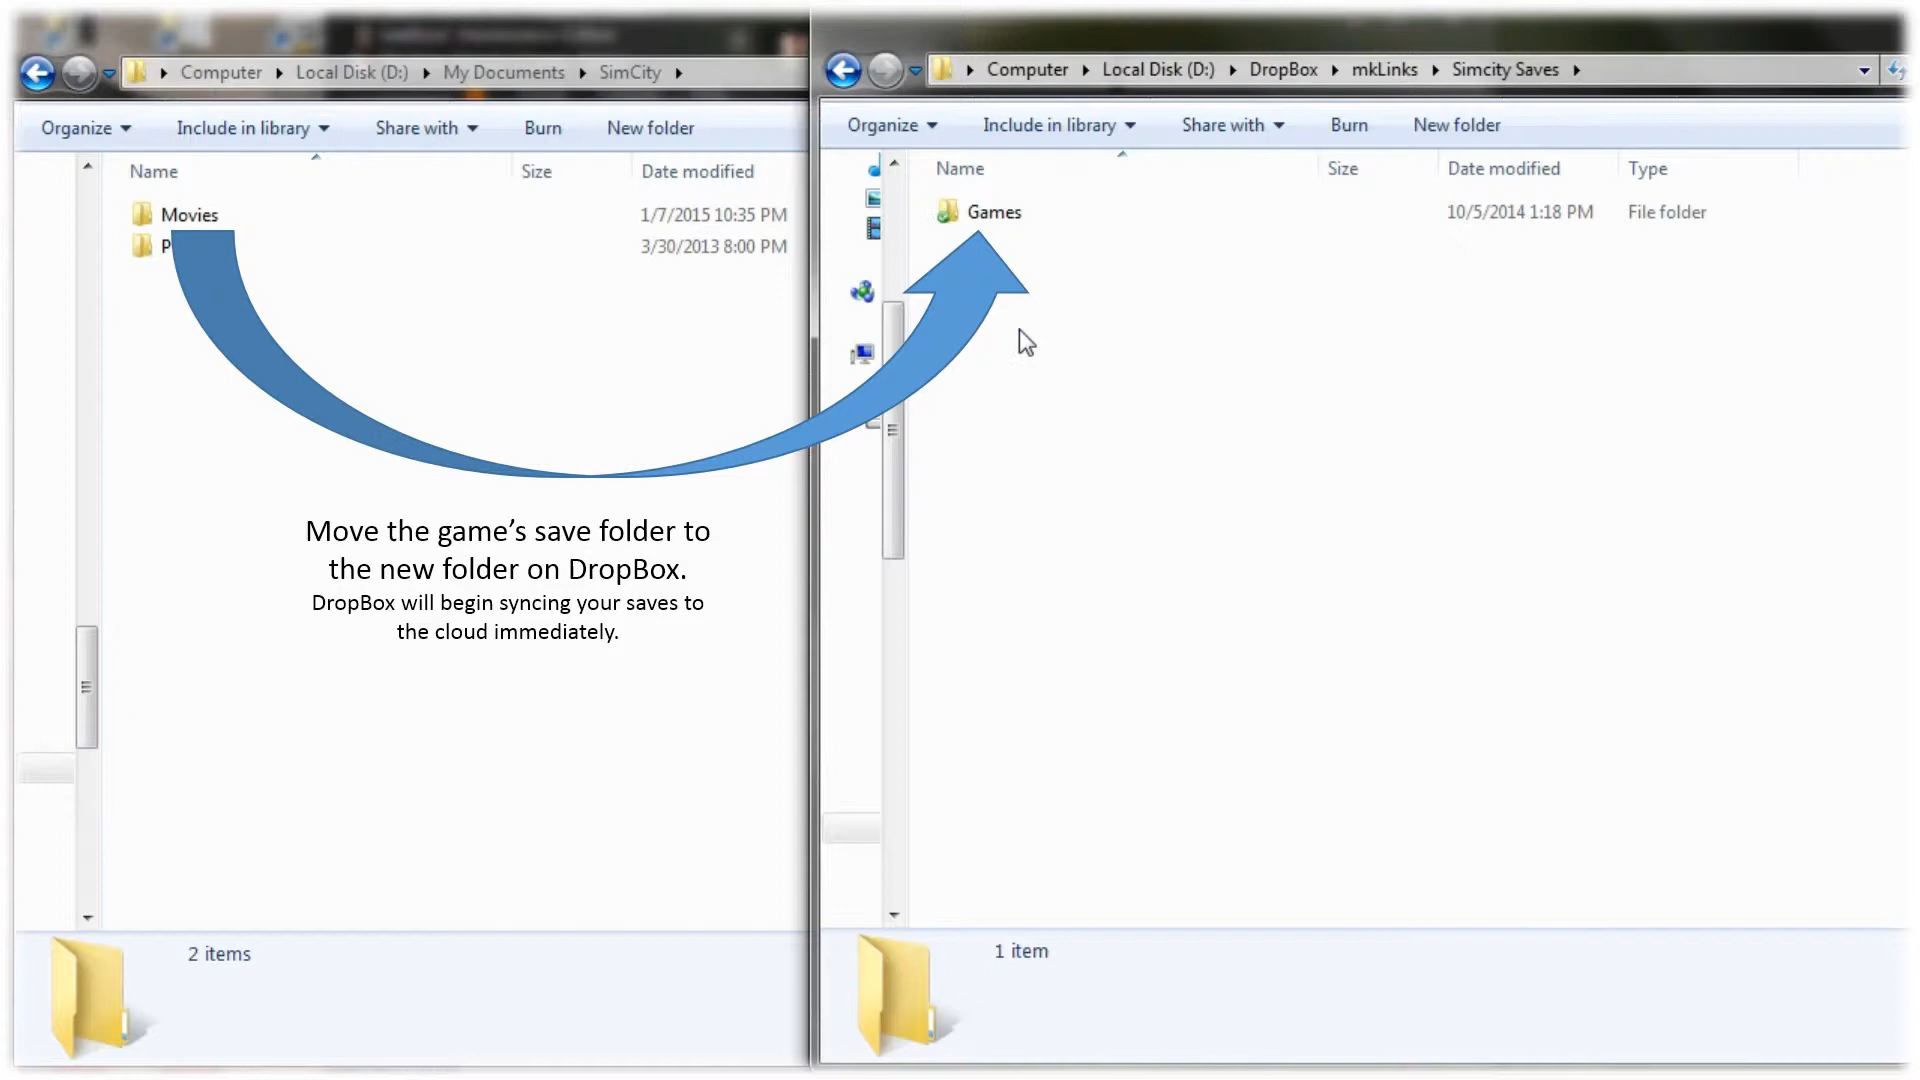 Computer Local Disk (D:) My Documents SimCity
Organize Include in library Share with Burn New folder
Name Size Date modified
Movies 1/7/2015 10:35 PM
P 3/30/2013 8:00 PM
Move the game's save folder to
the new folder on DropBox.
DropBox will begin syncing your saves to
the cloud immediately.
2 items
Computer Local Disk (D:) DropBox mkLinks Simcity Saves
Organize Include in library Share with Burn New folder
Name Size Date modified Type
Games 10/5/2014 1:18 PM File folder
1 item